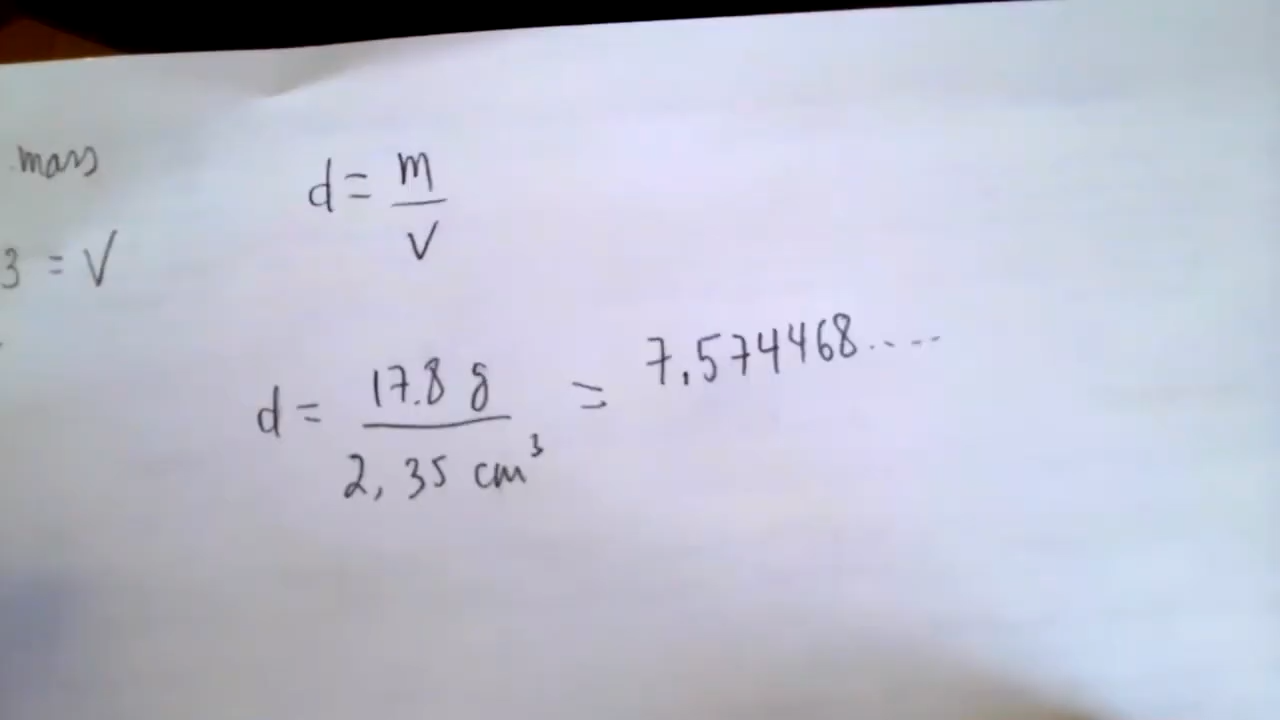 mass
d = m
V
3 = V
7.574468.....
d = 17.8 g =
2,35 cm³